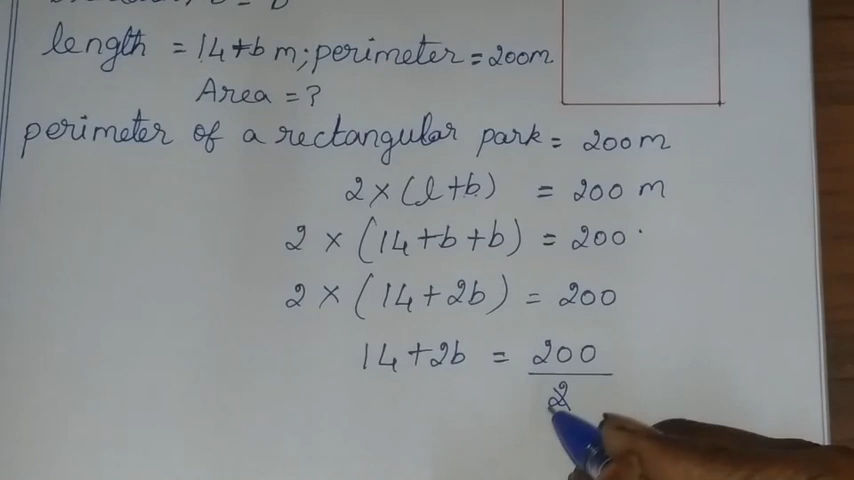 length = 14+b m; perimeter = 200m
Area = ?
perimeter of a rectangular park = 200m
2 × (l+b) = 200 m
2 × (14+b+b) = 200
2 × (14+2b) = 200
14+2b = 200
2